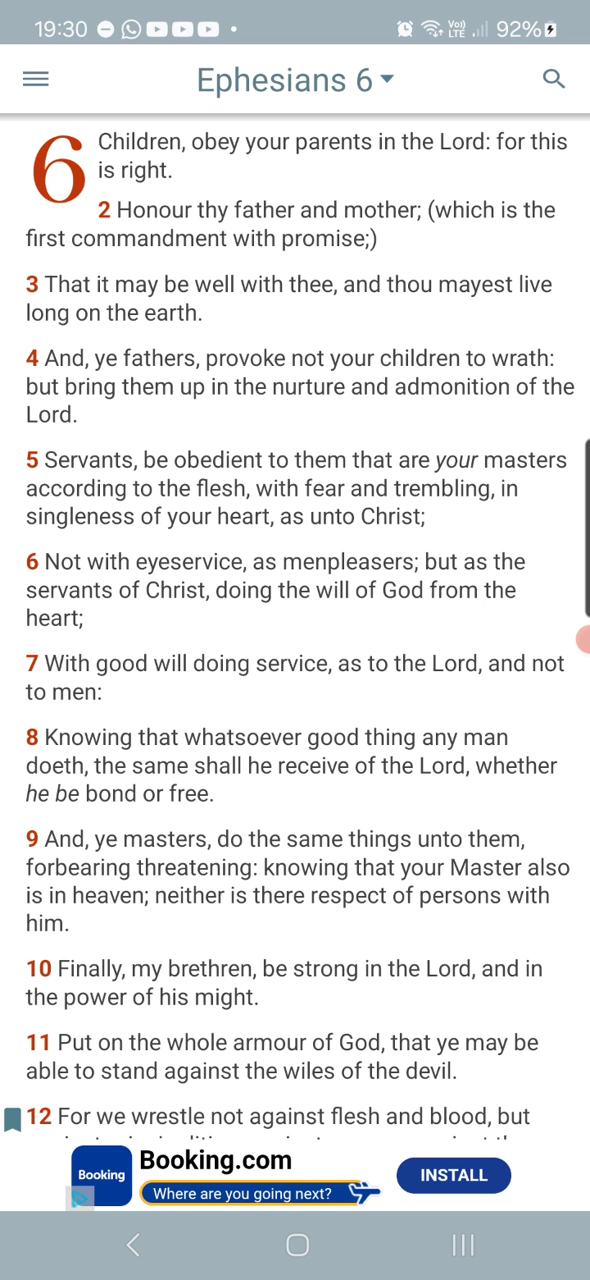 19:30
Vo))
LTE
92%
Ephesians 6
6 Children, obey your parents in the Lord: for this
is right.
2 Honour thy father and mother; (which is the
first commandment with promise;)
3 That it may be well with thee, and thou mayest live
long on the earth.
4 And, ye fathers, provoke not your children to wrath:
but bring them up in the nurture and admonition of the
Lord.
5 Servants, be obedient to them that are your masters
according to the flesh, with fear and trembling, in
singleness of your heart, as unto Christ;
6 Not with eyeservice, as menpleasers; but as the
servants of Christ, doing the will of God from the
heart;
7 With good will doing service, as to the Lord, and not
to men:
8 Knowing that whatsoever good thing any man
doeth, the same shall he receive of the Lord, whether
he be bond or free.
9 And, ye masters, do the same things unto them,
forbearing threatening: knowing that your Master also
is in heaven; neither is there respect of persons with
him.
10 Finally, my brethren, be strong in the Lord, and in
the power of his might.
11 Put on the whole armour of God, that ye may be
able to stand against the wiles of the devil.
12 For we wrestle not against flesh and blood, but
Booking
Booking.com
Where are you going next?
INSTALL